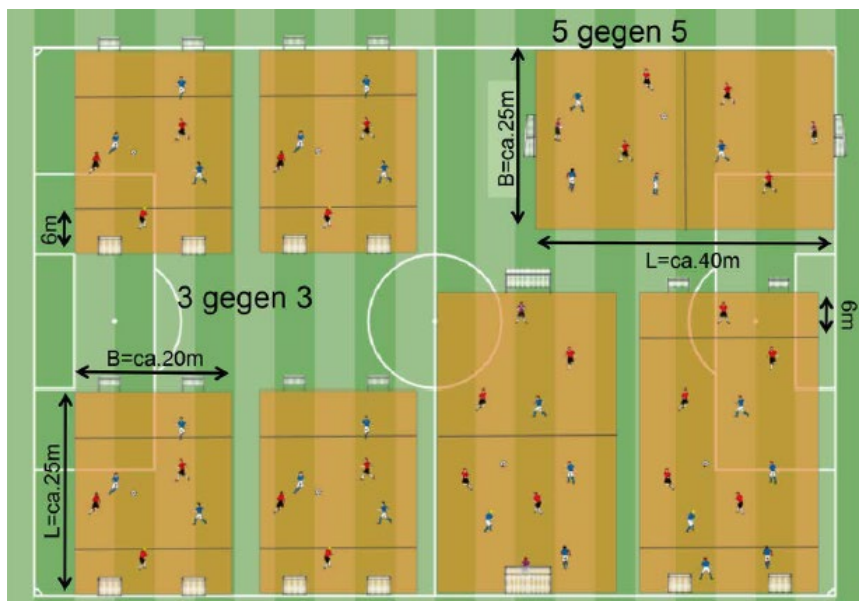 5 gegen 5
B=ca.25m
6m
L=ca.40m
3 gegen 3
6m
B=ca.20m
L=ca.25m